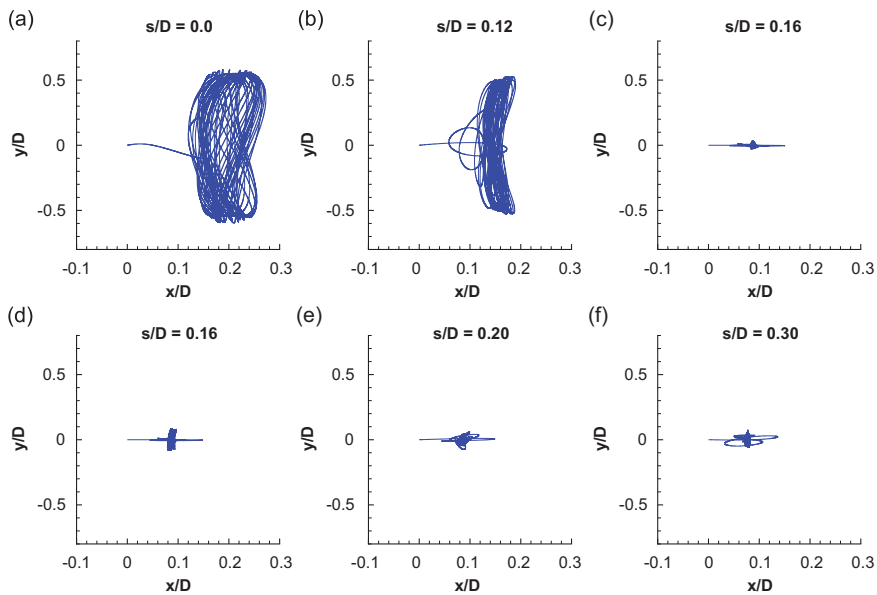 (a)
s/D = 0.0
0.5
0
-0.5
y/D
-0.1 0 0.1 0.2 0.3
x/D
(b)
s/D = 0.12
0.5
0
-0.5
y/D
-0.1 0 0.1 0.2 0.3
x/D
(c)
s/D = 0.16
0.5
0
-0.5
y/D
-0.1 0 0.1 0.2 0.3
x/D
(d)
s/D = 0.16
0.5
0
-0.5
y/D
-0.1 0 0.1 0.2 0.3
x/D
(e)
s/D = 0.20
0.5
0
-0.5
y/D
-0.1 0 0.1 0.2 0.3
x/D
(f)
s/D = 0.30
0.5
0
-0.5
y/D
-0.1 0 0.1 0.2 0.3
x/D